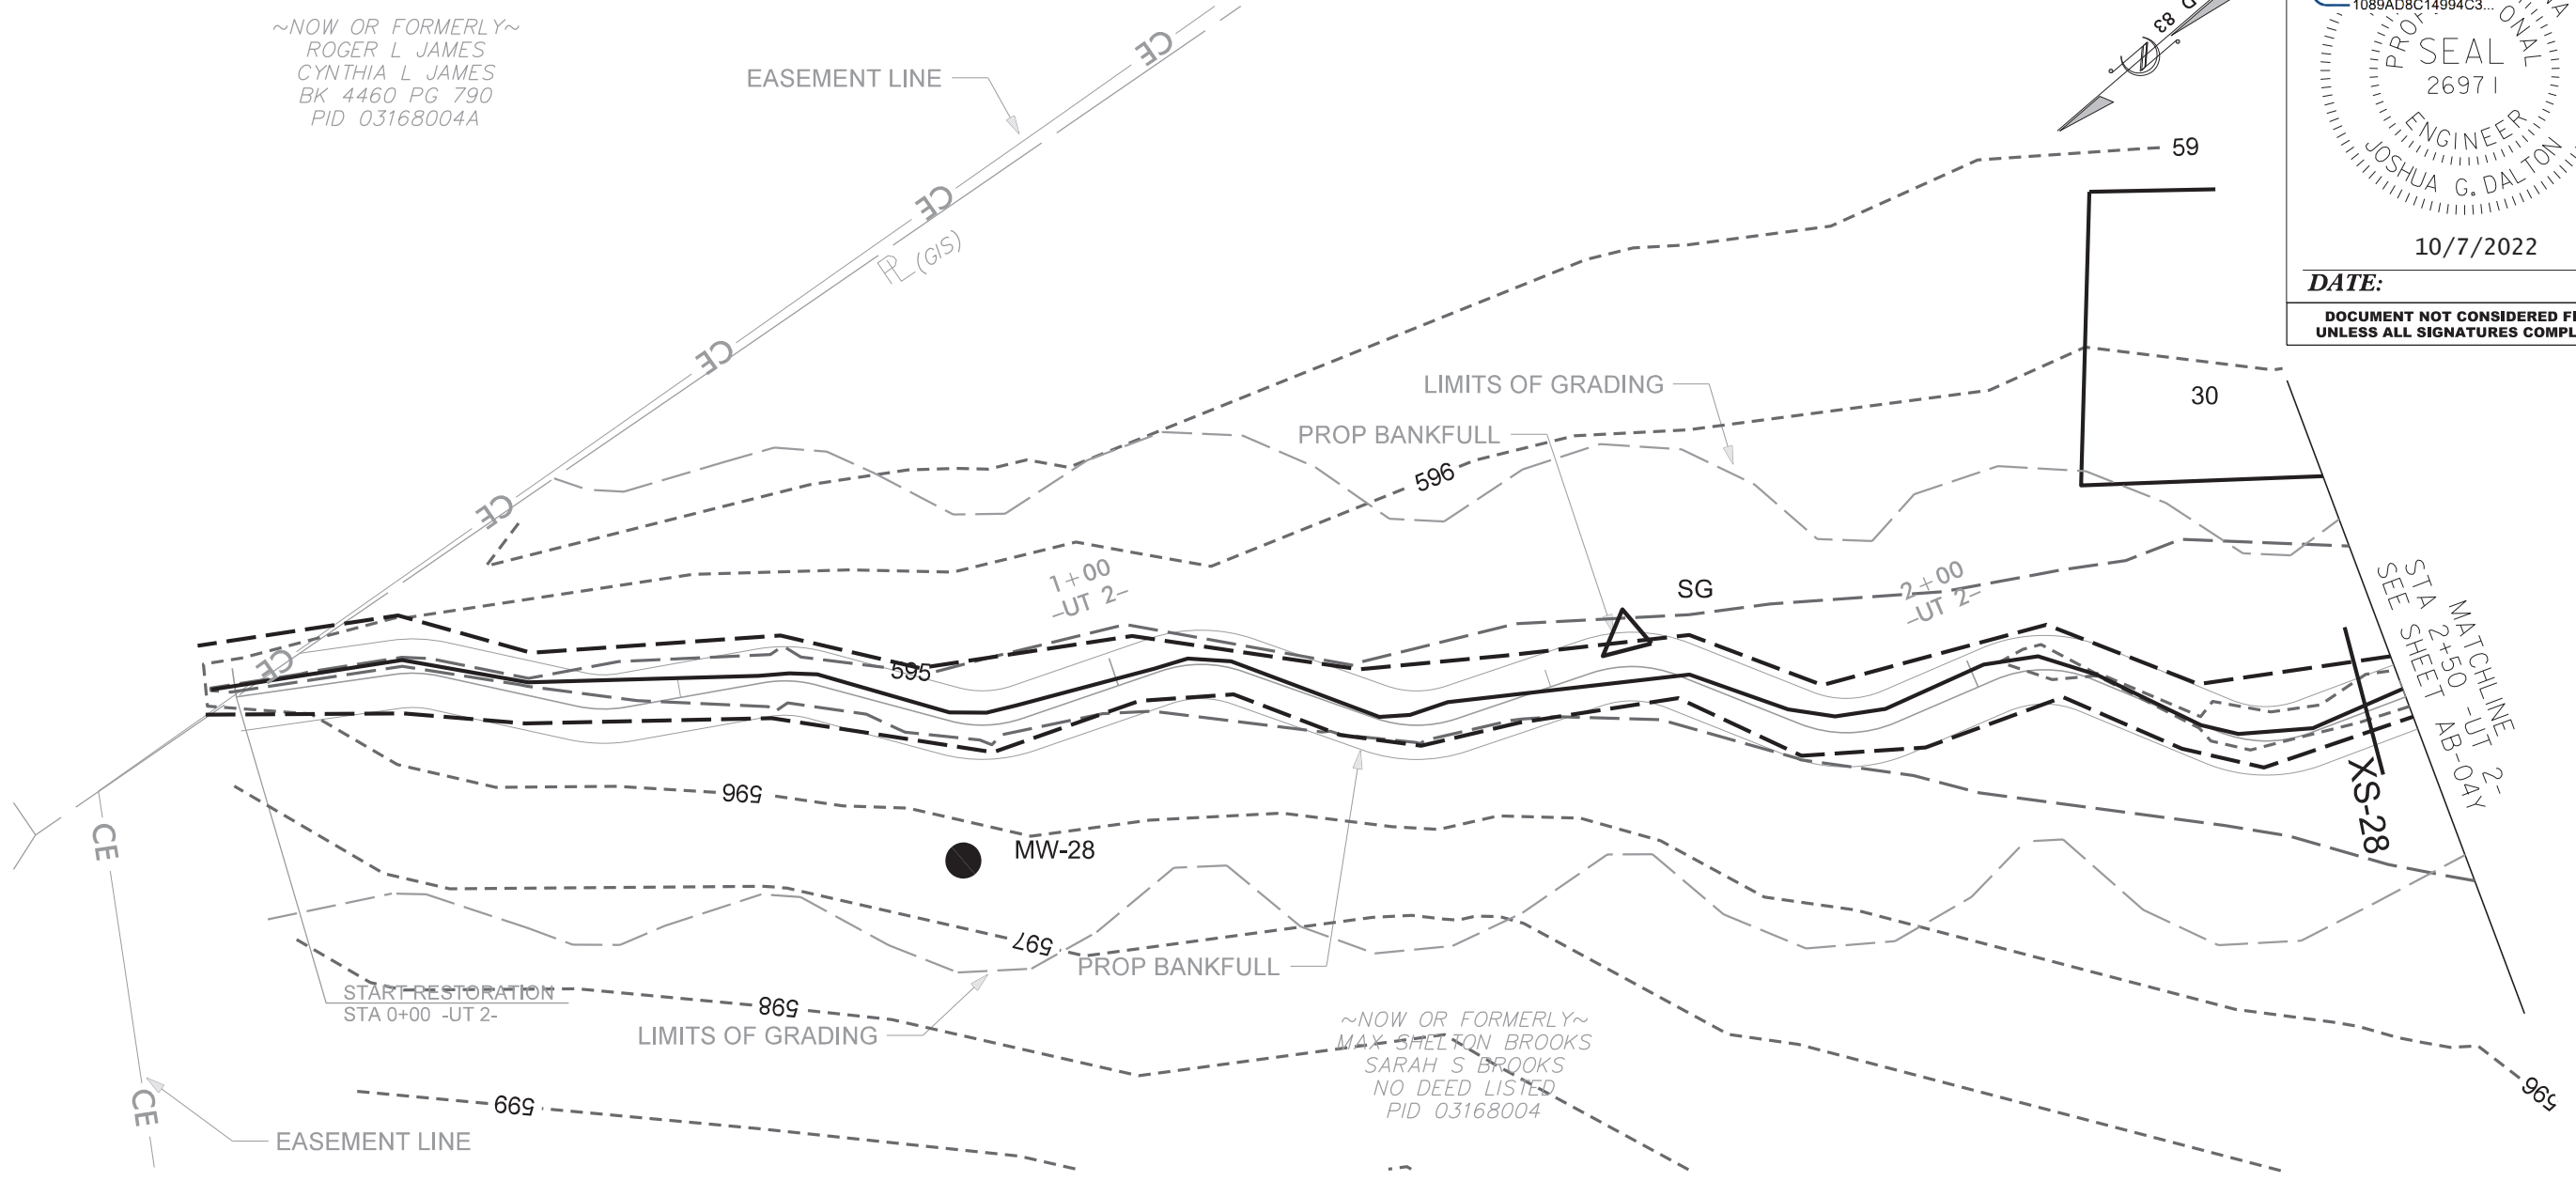 ~NOW OR FORMERLY~
ROGER L JAMES
CYNTHIA L JAMES
BK 4460 PG 790
PID 03168004A
EASEMENT LINE
CE
CE
CE
CE
CE
PL (GIS)
83
1089AD8C14994C3...
SEAL
26971
ENGINEER
JOSHUA G. DALTON
10/7/2022
DATE:
DOCUMENT NOT CONSIDERED
UNLESS ALL SIGNATURES
59
30
LIMITS OF GRADING
PROP BANKFULL
596
1+00
-UT 2-
SG
2+00
-UT 2-
595
MATCHLINE
STA 2+50 -UT 2-
SEE SHEET AB-04Y
XS-28
596
CE
MW-28
597
PROP BANKFULL
START RESTORATION
STA 0+00 -UT 2-
598
LIMITS OF GRADING
~NOW OR FORMERLY~
MAX SHELTON BROOKS
SARAH S BROOKS
NO DEED LISTED
PID 03168004
599
596
CE
EASEMENT LINE